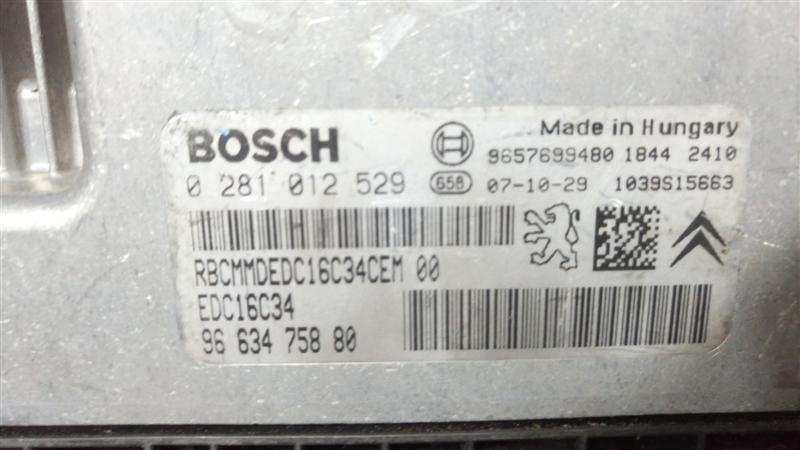 BOSCH
Made in Hungary
9657699480 1844 2410
0 281 012 529
658
07-10-29
1039S15663
RBCMMDEDC16C34CEM 00
EDC16C34
96 634 758 80